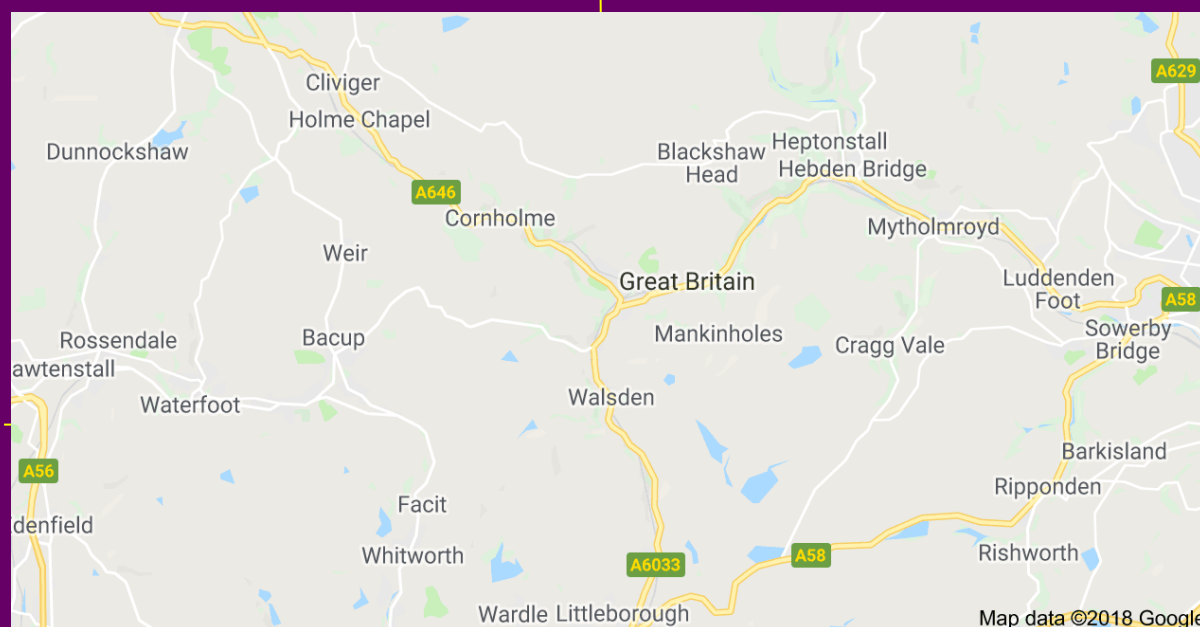 A629
Cliviger
Holme Chapel
Dunnockshaw
Blackshaw
Head
Heptonstall
Hebden Bridge
A646
Cornholme
Mytholmroyd
Weir
Great Britain
Luddenden
Foot
A58
Rossendale
Bacup
Mankinholes
Cragg Vale
Sowerby
Bridge
awtenstall
Waterfoot
Walsden
Barkisland
A56
Ripponden
Facit
denfield
Whitworth
A6033
A58
Rishworth
Wardle
Littleborough
Map data ©2018 Google